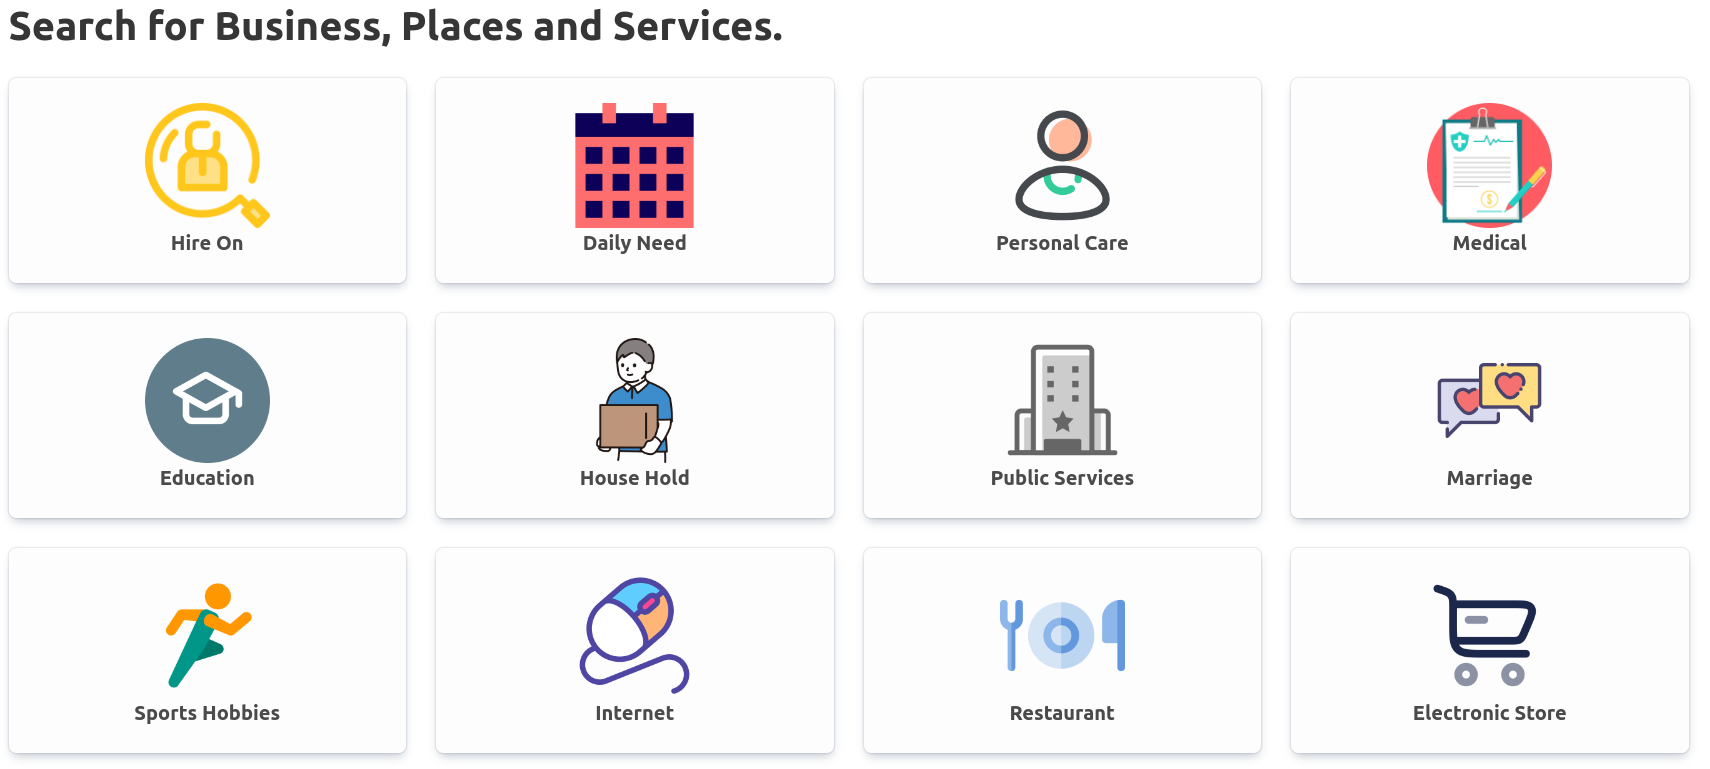 Search for Business, Places and Services.
Hire On
Daily Need
Personal Care
Medical
Education
House Hold
Public Services
Marriage
Sports Hobbies
Internet
Restaurant
Electronic Store